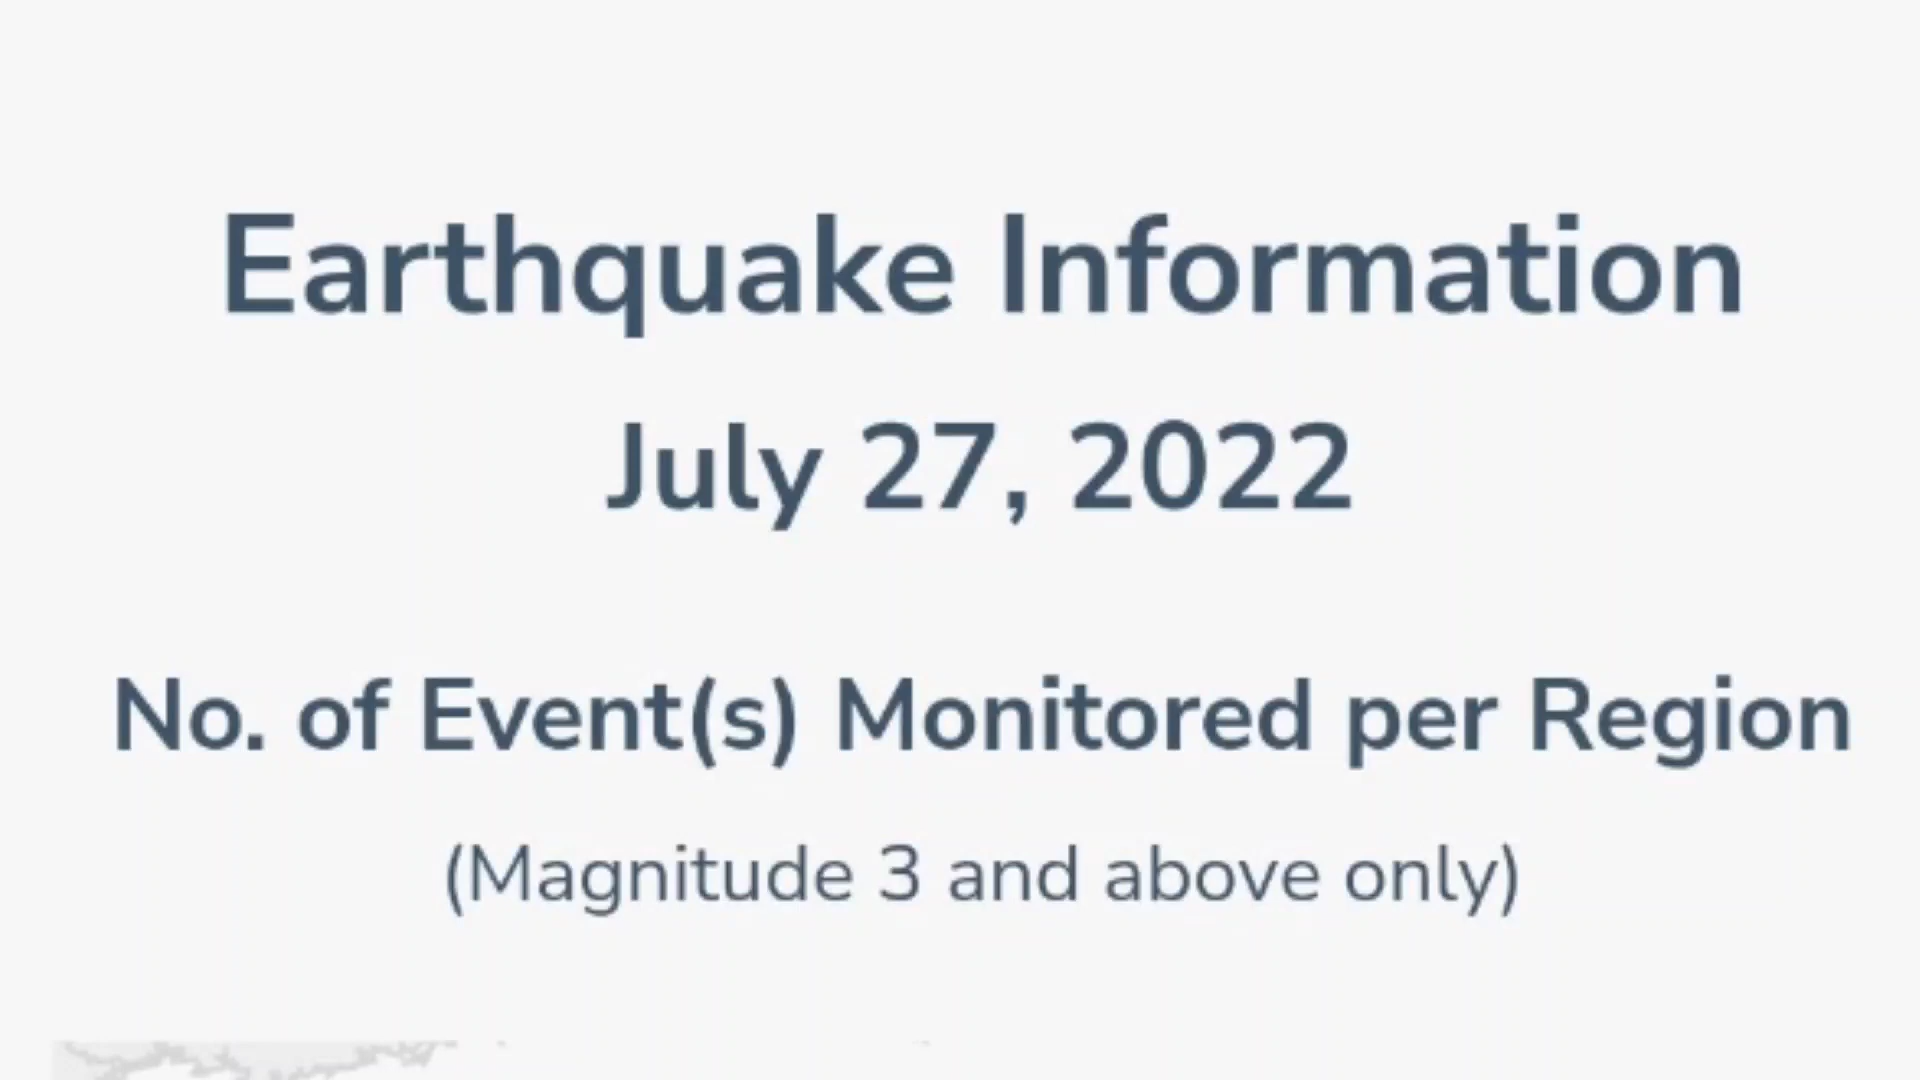 Earthquake Information
July 27, 2022
No. of Event(s) Monitored per Region
(Magnitude 3 and above only)